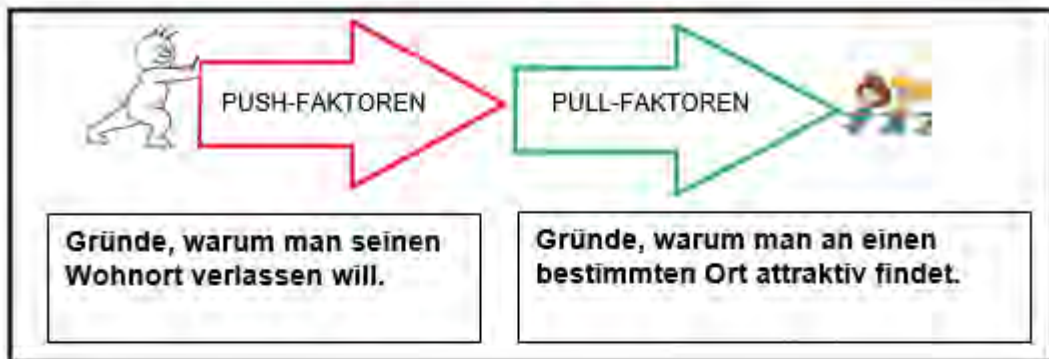 PUSH-FAKTOREN
PULL-FAKTOREN
Gründe, warum man seinen
Wohnort verlassen will.
Gründe, warum man an einen
bestimmten Ort attraktiv findet.